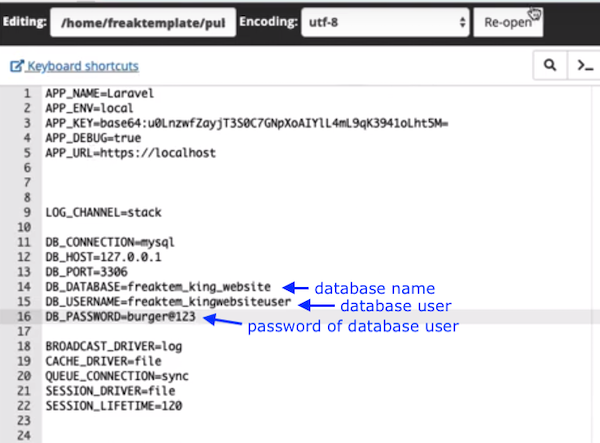 Editing: /home/freaktemplate/pul Encoding: utf-8 Re-open
Keyboard shortcuts
1 APP_NAME=Laravel
2 APP_ENV=local
3 APP_KEY=base64:u0LnzwfZayjT3S0C7GNpXoAIYlL4mL9qK3941oLht5M=
4 APP_DEBUG=true
5 APP_URL=https://localhost
6
7
8
9 LOG_CHANNEL=stack
10
11 DB_CONNECTION=mysql
12 DB_HOST=127.0.0.1
13 DB_PORT=3306
14 DB_DATABASE=freaktem_king_website database name
15 DB_USERNAME=freaktem_kingwebsiteuser database user
16 DB_PASSWORD=burger@123 password of database user
17
18 BROADCAST_DRIVER=log
19 CACHE_DRIVER=file
20 QUEUE_CONNECTION=sync
21 SESSION_DRIVER=file
22 SESSION_LIFETIME=120
23
24